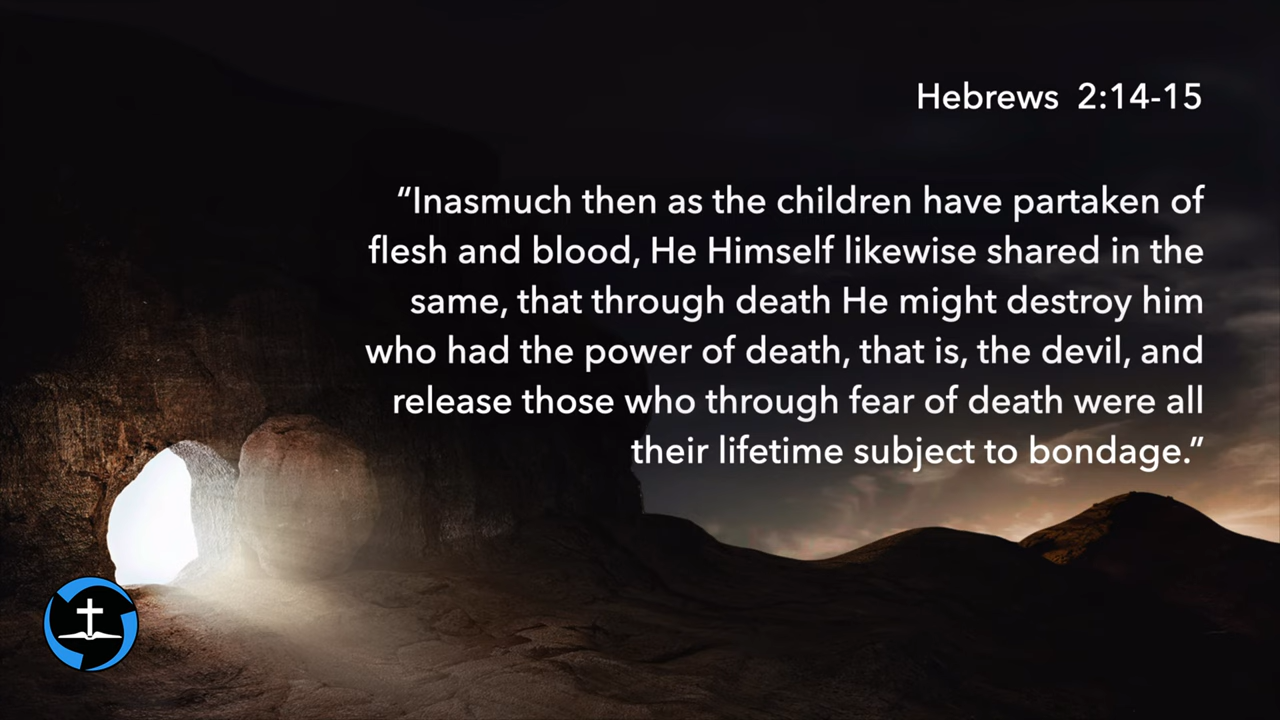 Hebrews  2:14-15
“Inasmuch then as the children have partaken of
flesh and blood, He Himself likewise shared in the
same, that through death He might destroy him
who had the power of death, that is, the devil, and
release those who through fear of death were all
their lifetime subject to bondage.”